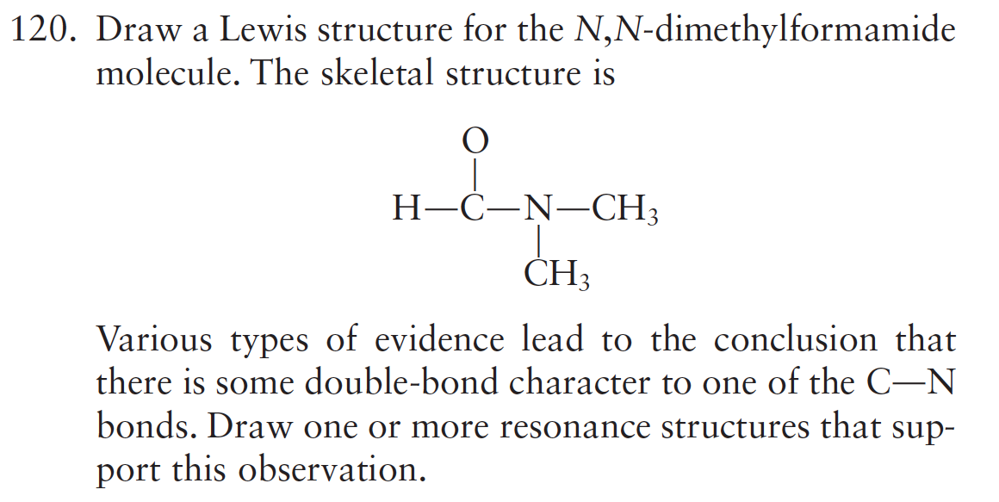 120. Draw a Lewis structure for the N,N-dimethylformamide
molecule. The skeletal structure is
O
H—C—N—CH₃
CH₃
Various types of evidence lead to the conclusion that
there is some double-bond character to one of the C—N
bonds. Draw one or more resonance structures that sup-
port this observation.